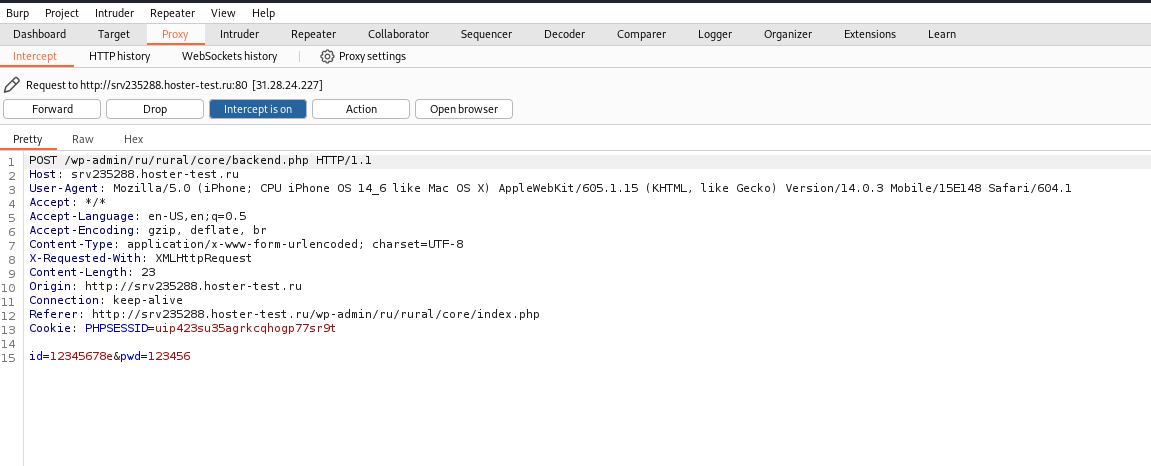 Burp Project Intruder Repeater View Help
Dashboard Target Proxy Intruder Repeater Collaborator Sequencer Decoder Comparer Logger Organizer Extensions Learn
Intercept HTTP history WebSockets history Proxy settings
Request to http://srv235288.hoster-test.ru:80 [31.28.24.227]
Forward Drop Intercept is on Action Open browser
Pretty Raw Hex
1 POST /wp-admin/ru/rural/core/backend.php HTTP/1.1
2 Host: srv235288.hoster-test.ru
3 User-Agent: Mozilla/5.0 (iPhone; CPU iPhone OS 14_6 like Mac OS X) AppleWebKit/605.1.15 (KHTML, like Gecko) Version/14.0.3 Mobile/15E148 Safari/604.1
4 Accept: */*
5 Accept-Language: en-US,en;q=0.5
6 Accept-Encoding: gzip, deflate, br
7 Content-Type: application/x-www-form-urlencoded; charset=UTF-8
8 X-Requested-With: XMLHttpRequest
9 Content-Length: 23
10 Origin: http://srv235288.hoster-test.ru
11 Connection: keep-alive
12 Referer: http://srv235288.hoster-test.ru/wp-admin/ru/rural/core/index.php
13 Cookie: PHPSESSID=uip423su35agrkcqhogp77sr9t
14
15 id=12345678e&pwd=123456